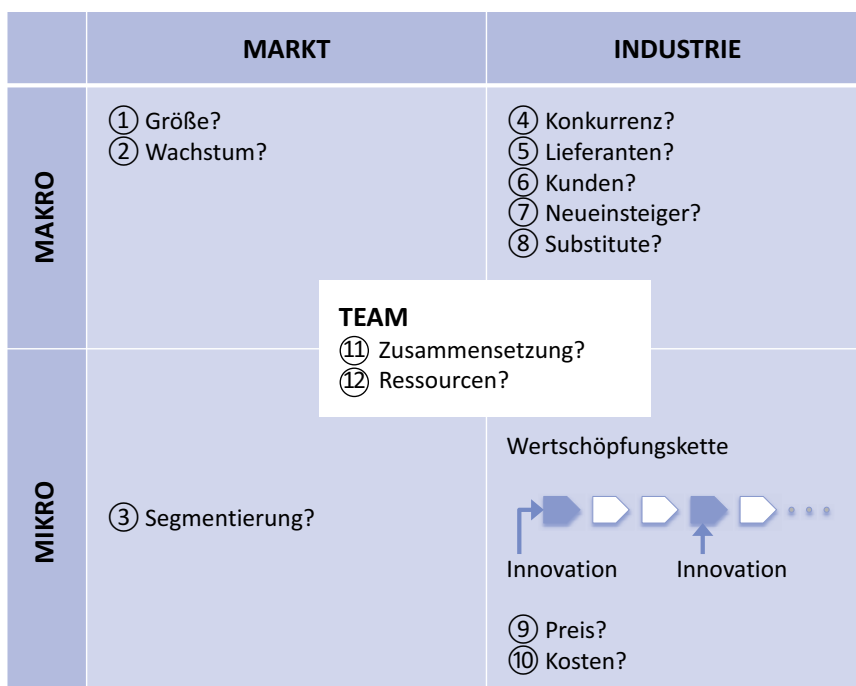 MARKT
INDUSTRIE
MAKRO
① Größe?
② Wachstum?
④ Konkurrenz?
⑤ Lieferanten?
⑥ Kunden?
⑦ Neueinsteiger?
⑧ Substitute?
TEAM
⑪ Zusammensetzung?
⑫ Ressourcen?
MIKRO
③ Segmentierung?
Wertschöpfungskette
Innovation Innovation
⑨ Preis?
⑩ Kosten?